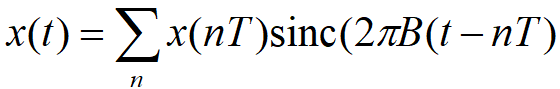 x(t) = ∑ x(nT)sinc(2πB(t − nT)
n